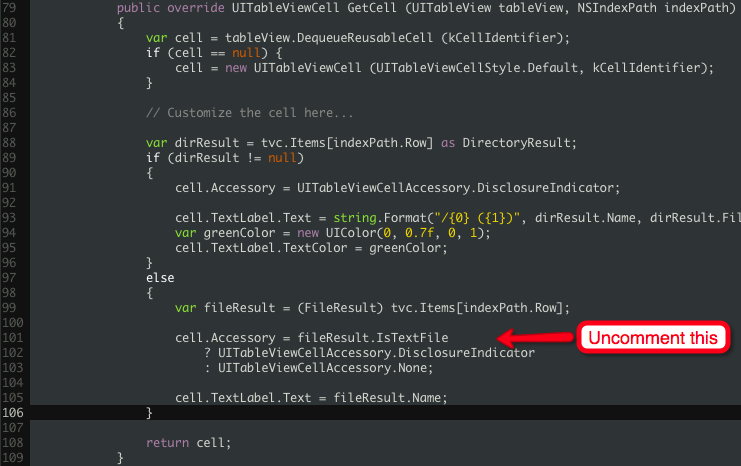 79 public override UITableViewCell GetCell (UITableView tableView, NSIndexPath indexPath)
80 {
81 var cell = tableView.DequeueReusableCell (kCellIdentifier);
82 if (cell == null) {
83 cell = new UITableViewCell (UITableViewCellStyle.Default, kCellIdentifier);
84 }
85
86 // Customize the cell here...
87
88 var dirResult = tvc.Items[indexPath.Row] as DirectoryResult;
89 if (dirResult != null)
90 {
91 cell.Accessory = UITableViewCellAccessory.DisclosureIndicator;
92
93 cell.TextLabel.Text = string.Format("/{0} ({1})", dirResult.Name, dirResult.Fil
94 var greenColor = new UIColor(0, 0.7f, 0, 1);
95 cell.TextLabel.TextColor = greenColor;
96 }
97 else
98 {
99 var fileResult = (FileResult) tvc.Items[indexPath.Row];
100
101 cell.Accessory = fileResult.IsTextFile
Uncomment this
102 ? UITableViewCellAccessory.DisclosureIndicator
103 : UITableViewCellAccessory.None;
104
105 cell.TextLabel.Text = fileResult.Name;
106 }
107
108 return cell;
109 }